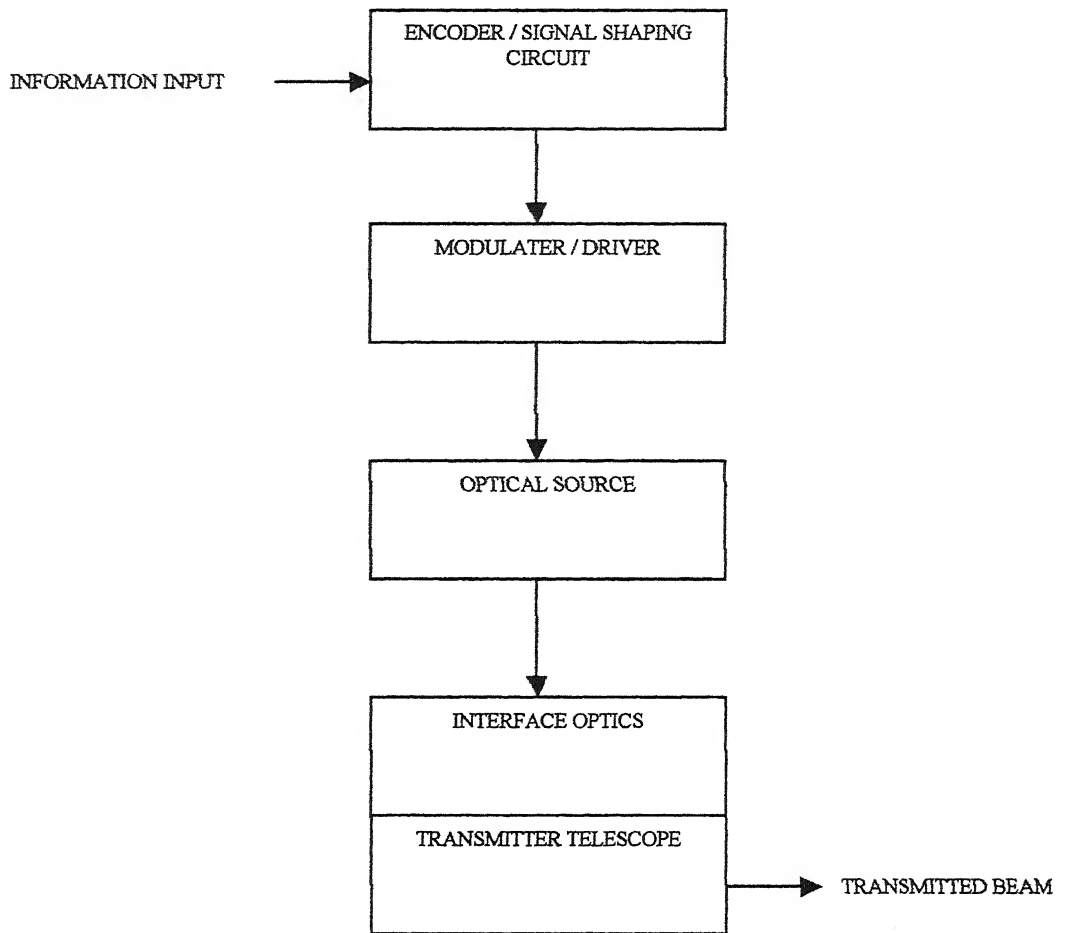 ENCODER / SIGNAL SHAPING
CIRCUIT
INFORMATION INPUT
MODULATER / DRIVER
OPTICAL SOURCE
INTERFACE OPTICS
TRANSMITTER TELESCOPE
TRANSMITTED BEAM